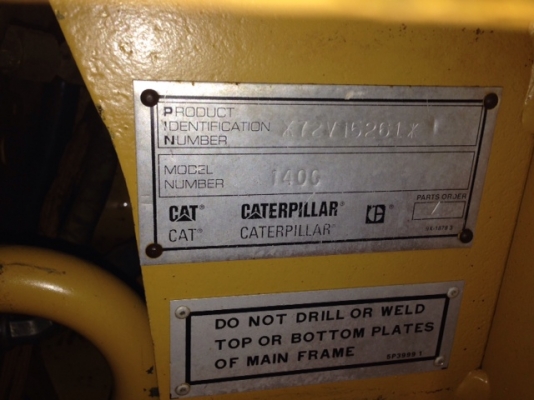 PRODUCT
IDENTIFICATION
NUMBER
MODEL
NUMBER
PARTS ORDER
CAT® CATERPILLAR®
CAT® CATERPILLAR®
DO NOT DRILL OR WELD
TOP OR BOTTOM PLATES
OF MAIN FRAME